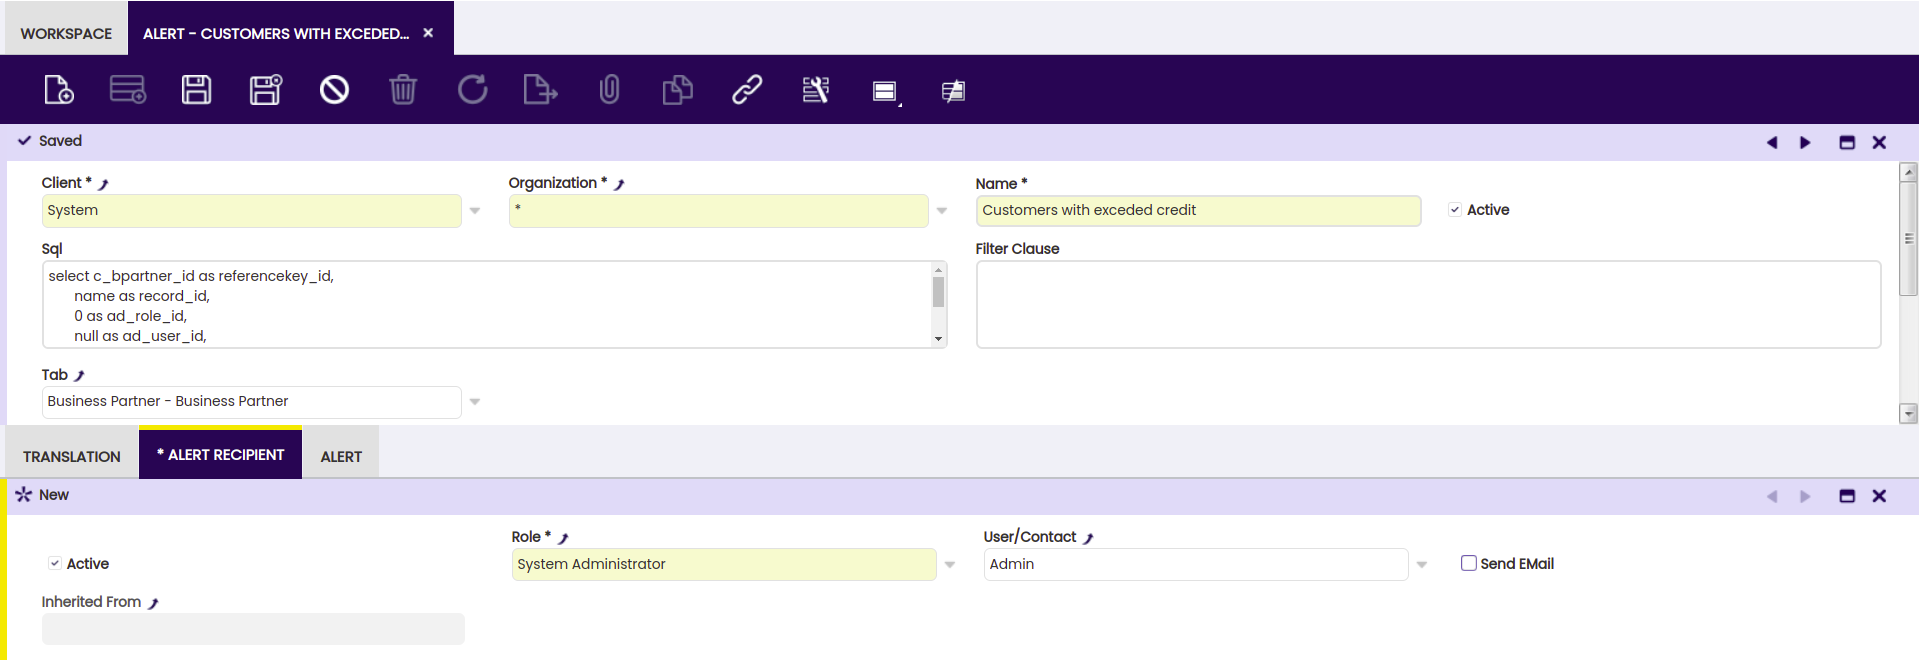 WORKSPACE
ALERT - CUSTOMERS WITH EXCEDED...
Saved
Client *
Organization *
Name *
System
*
Customers with exceded credit
Active
Sql
Filter Clause
select c_bpartner_id as referencekey_id,
name as record_id,
0 as ad_role_id,
null as ad_user_id,
Tab
Business Partner - Business Partner
TRANSLATION
* ALERT RECIPIENT
ALERT
New
Role *
User/Contact
Active
System Administrator
Admin
Send EMail
Inherited From